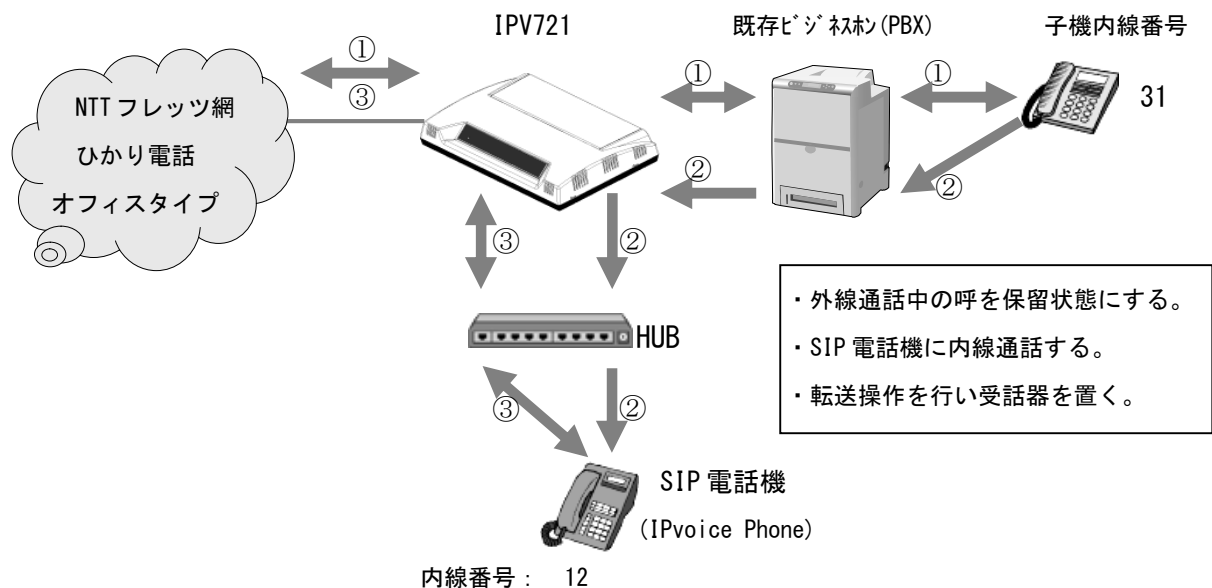 IPV721
既存ﾋﾞｼﾞﾈｽﾎﾝ(PBX)
子機内線番号
①
①
①
31
③
NTTフレッツ網
ひかり電話
オフィスタイプ
②
②
③
②
・外線通話中の呼を保留状態にする。
・SIP電話機に内線通話する。
・転送操作を行い受話器を置く。
HUB
③
②
SIP電話機
(IPvoice Phone)
内線番号： 12